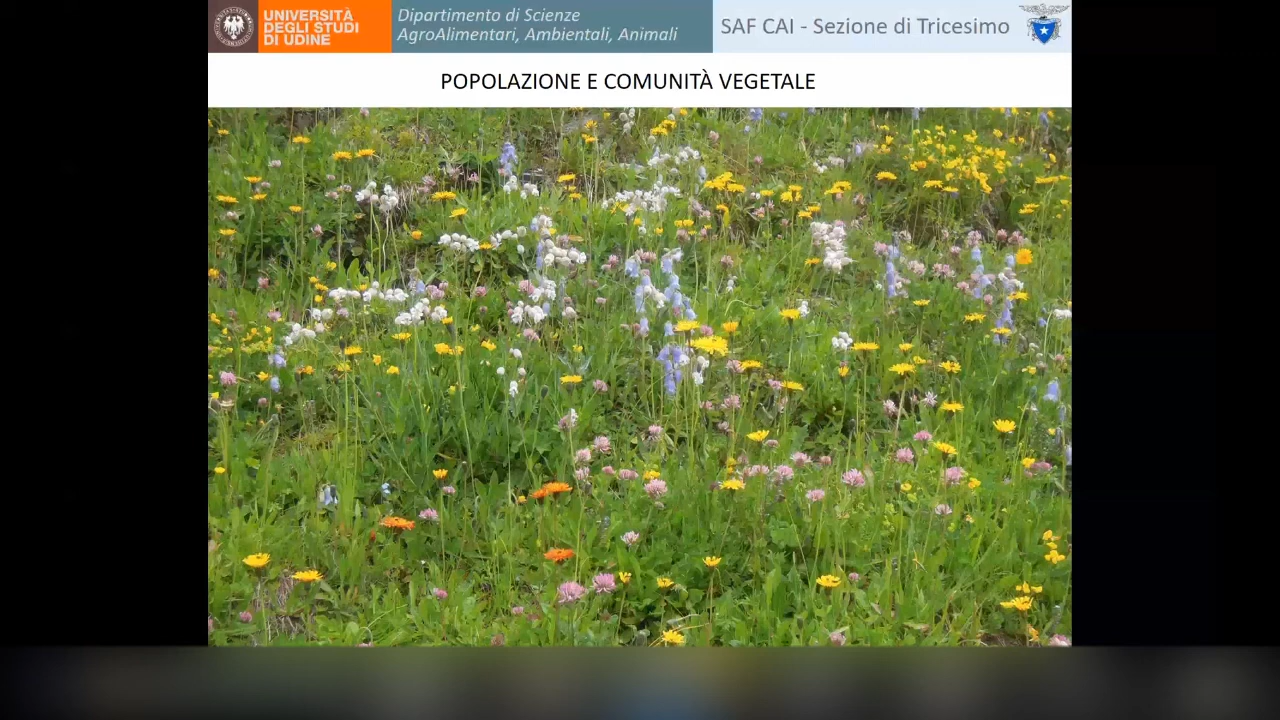 UNIVERSITÀ
DEGLI STUDI
DI UDINE
Dipartimento di Scienze
AgroAlimentari, Ambientali, Animali
SAF CAI - Sezione di Tricesimo
POPOLAZIONE E COMUNITÀ VEGETALE